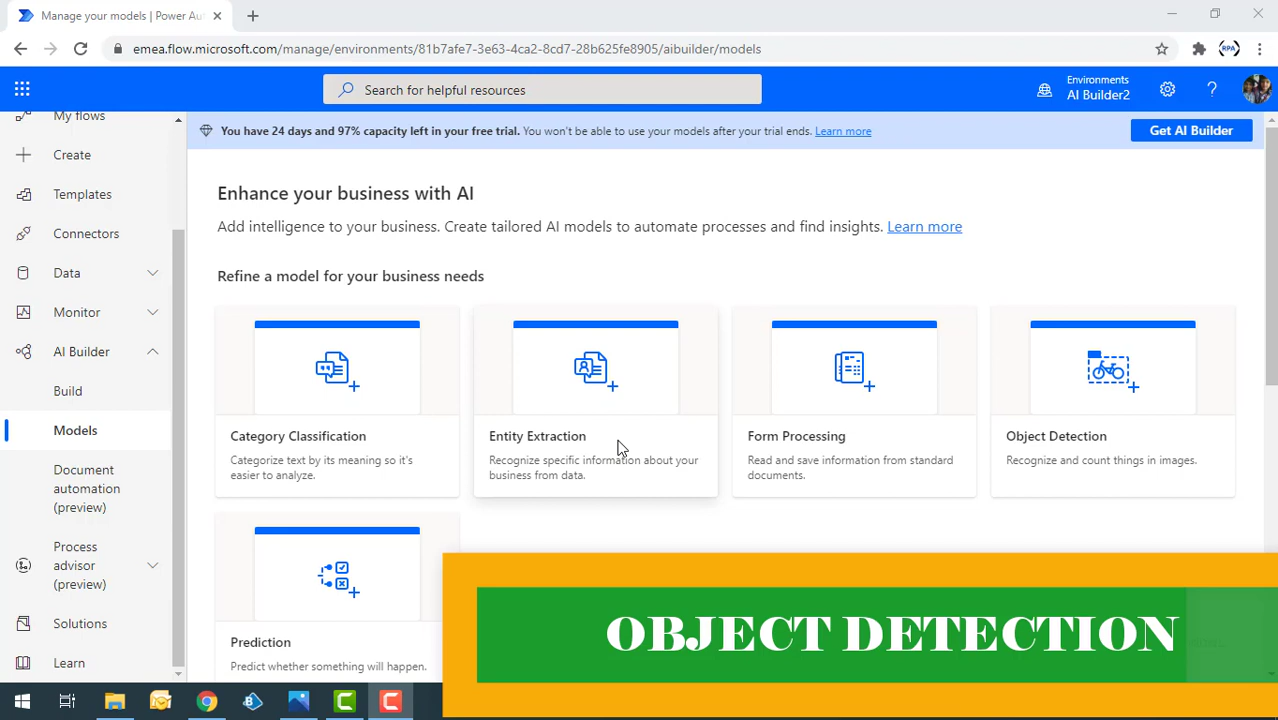 Manage your models | Power Au
emea.flow.microsoft.com/manage/environments/81b7afe7-3e63-4ca2-8cd7-28b625fe8905/aibuilder/models
RPA
Search for helpful resources
Environments
AI Builder2
My flows
Create
Templates
Connectors
Data
Monitor
AI Builder
Build
Models
Document
automation
(preview)
Process
advisor
(preview)
Solutions
Learn
You have 24 days and 97% capacity left in your free trial. You won't be able to use your models after your trial ends. Learn more
Get AI Builder
Enhance your business with AI
Add intelligence to your business. Create tailored AI models to automate processes and find insights. Learn more
Refine a model for your business needs
Category Classification
Categorize text by its meaning so it's
easier to analyze.
Entity Extraction
Recognize specific information about your
business from data.
Form Processing
Read and save information from standard
documents.
Object Detection
Recognize and count things in images.
Prediction
Predict whether something will happen.
OBJECT DETECTION